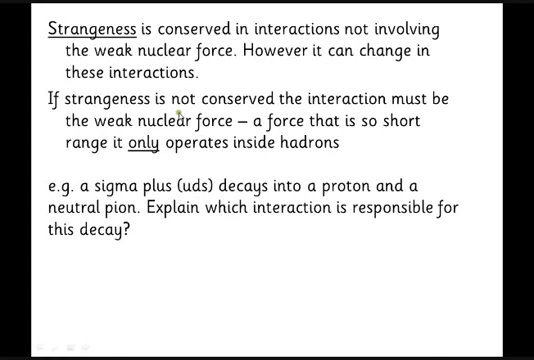 Strangeness is conserved in interactions not involving
the weak nuclear force. However it can change in
these interactions.
If strangeness is not conserved the interaction must be
the weak nuclear force – a force that is so short
range it only operates inside hadrons
e.g. a sigma plus (uds) decays into a proton and a
neutral pion. Explain which interaction is responsible for
this decay?